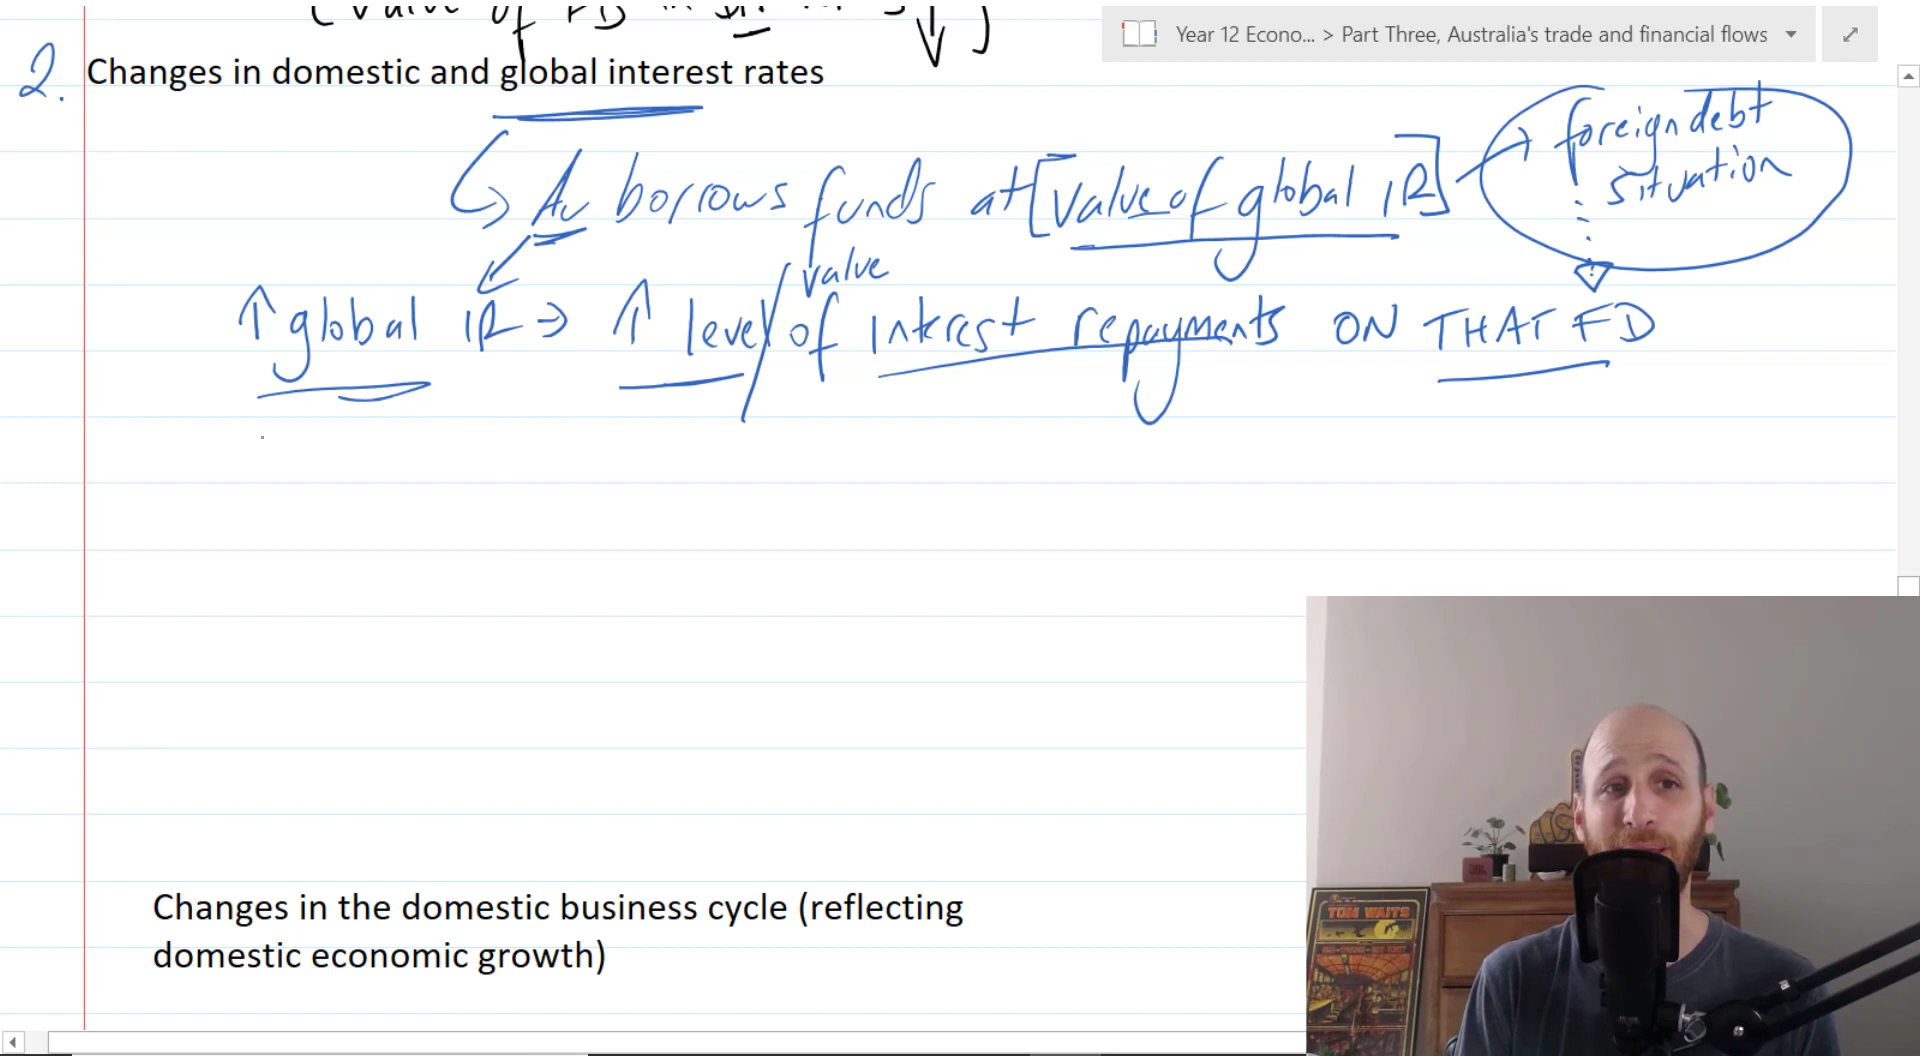 Year 12 Econo... > Part Three, Australia's trade and financial flows
2. Changes in domestic and global interest rates
Au borrows funds at [value of global IR] → foreign debt
situation
value
↑ global IR ⇒ ↑ level/of interest repayments ON THAT FD
Changes in the domestic business cycle (reflecting
domestic economic growth)
TOM WAITS